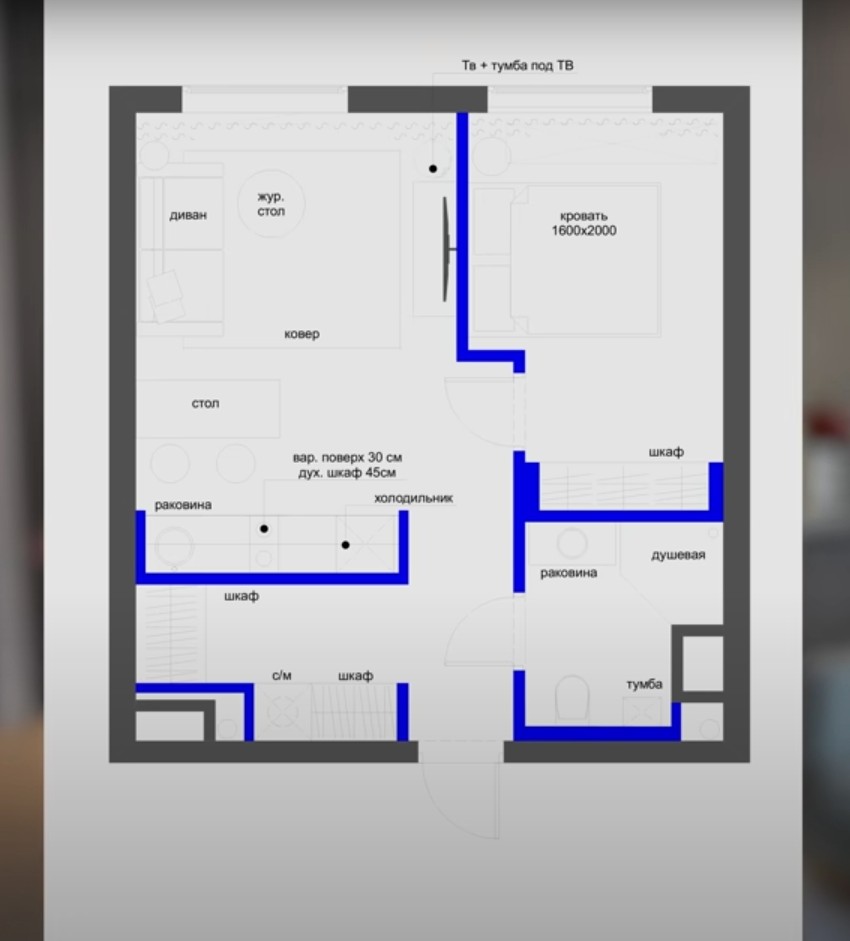 Тв + тумба под ТВ
диван
жур.
стол
кровать
1600х2000
ковер
стол
вар. поверх 30 см
дух. шкаф 45см
холодильник
раковина
шкаф
раковина
душевая
шкаф
с/м
шкаф
тумба